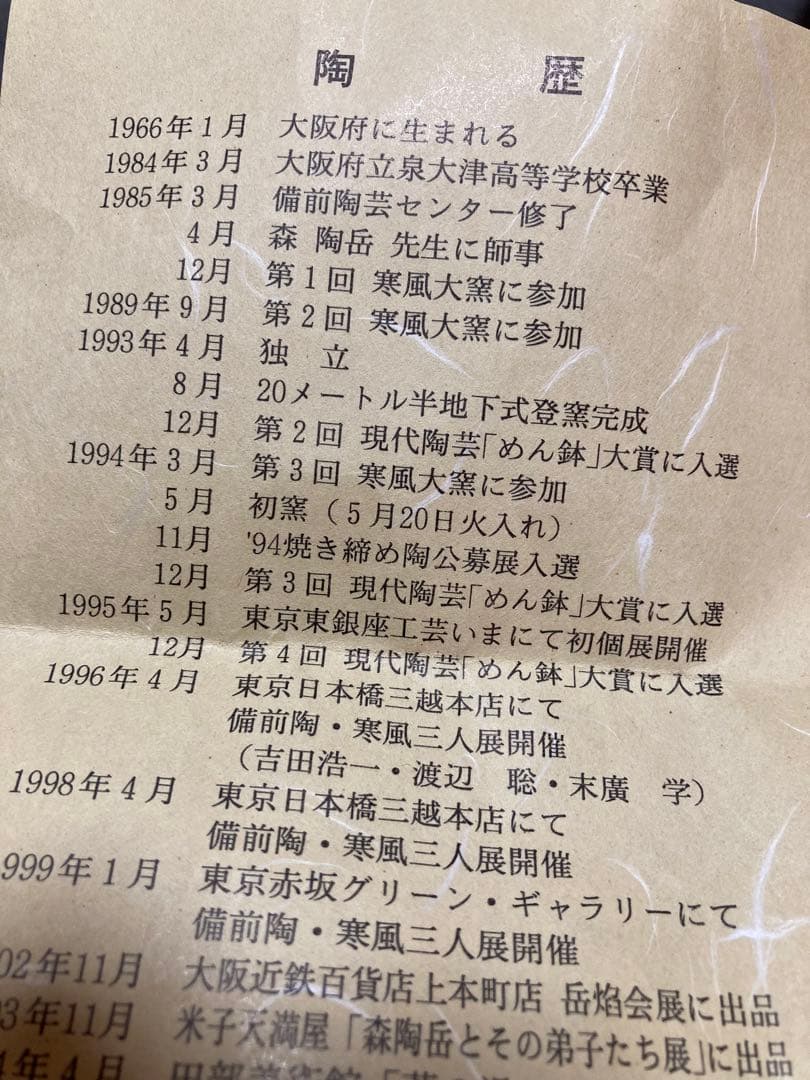 陶　歴
1966年1月　大阪府に生まれる
1984年3月　大阪府立泉大津高等学校卒業
1985年3月　備前陶芸センター修了
4月　森 陶岳 先生に師事
12月　第1回 寒風大窯に参加
1989年9月　第2回 寒風大窯に参加
1993年4月　独　立
8月　20メートル半地下式登窯完成
12月　第2回 現代陶芸「めん鉢」大賞に入選
1994年3月　第3回 寒風大窯に参加
5月　初窯（5月20日火入れ）
11月　'94焼き締め陶公募展入選
12月　第3回 現代陶芸「めん鉢」大賞に入選
1995年5月　東京東銀座工芸いまにて初個展開催
12月　第4回 現代陶芸「めん鉢」大賞に入選
1996年4月　東京日本橋三越本店にて
備前陶・寒風三人展開催
（吉田浩一・渡辺　聡・末廣　学）
1998年4月　東京日本橋三越本店にて
備前陶・寒風三人展開催
999年1月　東京赤坂グリーン・ギャラリーにて
備前陶・寒風三人展開催
02年11月　大阪近鉄百貨店上本町店 岳焰会展に出品
03年11月　米子天満屋「森陶岳とその弟子たち展」に出品
年4月　田部美術館「